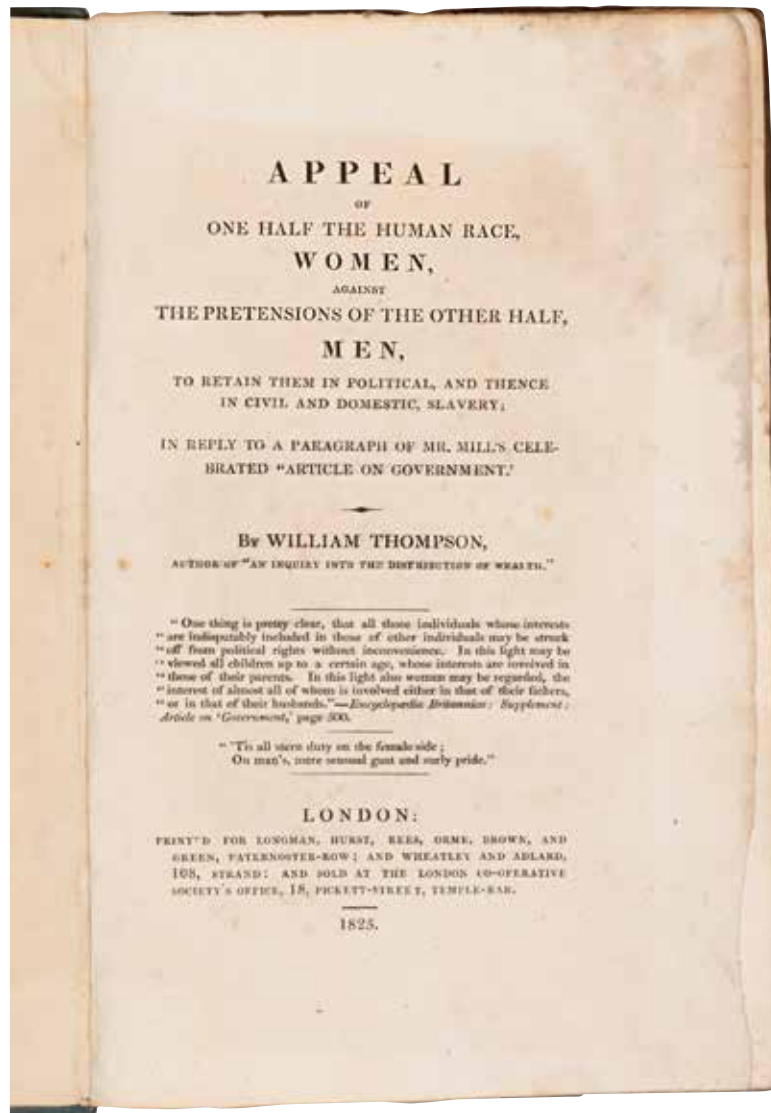 APPEAL
OF
ONE HALF THE HUMAN RACE,
WOMEN,
AGAINST
THE PRETENSIONS OF THE OTHER HALF,
MEN,
TO RETAIN THEM IN POLITICAL, AND THENCE
IN CIVIL AND DOMESTIC, SLAVERY;
IN REPLY TO A PARAGRAPH OF MR. MILL'S CELE-
BRATED "ARTICLE ON GOVERNMENT.'
BY WILLIAM THOMPSON,
AUTHOR OF "AN INQUIRY INTO THE DISTRIBUTION OF WEALTH."
"One thing is pretty clear, that all those individuals whose interests
"are indisputably included in those of other individuals may be struck
"off from political rights without inconvenience. In this light may be
"viewed all children up to a certain age, whose interests are involved in
"those of their parents. In this light also women may be regarded, the
"interest of almost all of whom is involved either in that of their fathers,
"or in that of their husbands."—Encyclopædia Britannica: Supplement:
Article on 'Government,' page 500.
"'Tis all stern duty on the female side;
On man's, mere sensual gust and surly pride."
LONDON:
PRINT'D FOR LONGMAN, HURST, REES, ORME, BROWN, AND
GREEN, PATERNOSTER-ROW; AND WHEATLEY AND ADLARD,
108, STRAND: AND SOLD AT THE LONDON CO-OPERATIVE
SOCIETY'S OFFICE, 18, PICKETT-STREET, TEMPLE-BAR.
1825.